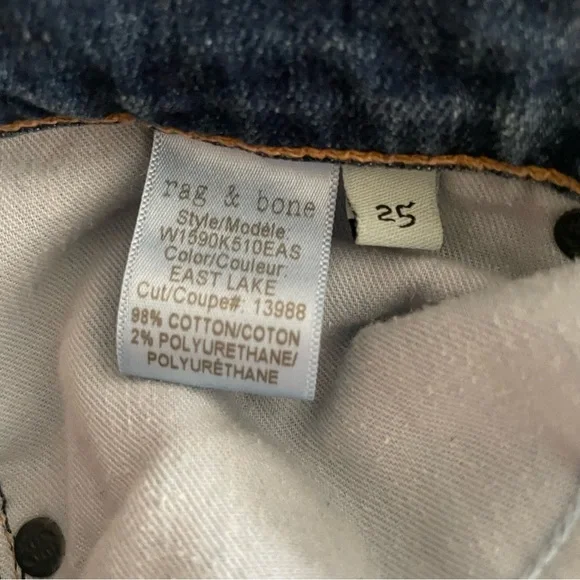 rag & bone
Style/Modèle
W1590K510EAS
Color/Couleur:
EAST LAKE
Cut/Coupe#: 13988
98% COTTON/COTON
2% POLYURETHANE/
POLYURÉTHANE
25